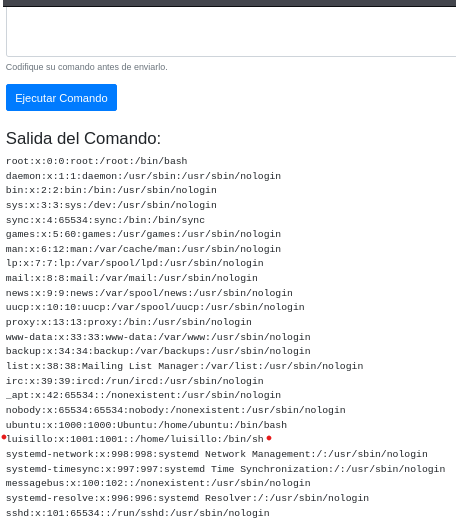 Codifique su comando antes de enviarlo.
Ejecutar Comando
Salida del Comando:
root:x:0:0:root:/root:/bin/bash
daemon:x:1:1:daemon:/usr/sbin:/usr/sbin/nologin
bin:x:2:2:bin:/bin:/usr/sbin/nologin
sys:x:3:3:sys:/dev:/usr/sbin/nologin
sync:x:4:65534:sync:/bin:/bin/sync
games:x:5:60:games:/usr/games:/usr/sbin/nologin
man:x:6:12:man:/var/cache/man:/usr/sbin/nologin
lp:x:7:7:lp:/var/spool/lpd:/usr/sbin/nologin
mail:x:8:8:mail:/var/mail:/usr/sbin/nologin
news:x:9:9:news:/var/spool/news:/usr/sbin/nologin
uucp:x:10:10:uucp:/var/spool/uucp:/usr/sbin/nologin
proxy:x:13:13:proxy:/bin:/usr/sbin/nologin
www-data:x:33:33:www-data:/var/www:/usr/sbin/nologin
backup:x:34:34:backup:/var/backups:/usr/sbin/nologin
list:x:38:38:Mailing List Manager:/var/list:/usr/sbin/nologin
irc:x:39:39:ircd:/run/ircd:/usr/sbin/nologin
_apt:x:42:65534::/nonexistent:/usr/sbin/nologin
nobody:x:65534:65534:nobody:/nonexistent:/usr/sbin/nologin
ubuntu:x:1000:1000:Ubuntu:/home/ubuntu:/bin/bash
luisillo:x:1001:1001::/home/luisillo:/bin/sh
systemd-network:x:998:998:systemd Network Management:/:/usr/sbin/nologin
systemd-timesync:x:997:997:systemd Time Synchronization:/:/usr/sbin/nologin
messagebus:x:100:102::/nonexistent:/usr/sbin/nologin
systemd-resolve:x:996:996:systemd Resolver:/:/usr/sbin/nologin
sshd:x:101:65534::/run/sshd:/usr/sbin/nologin